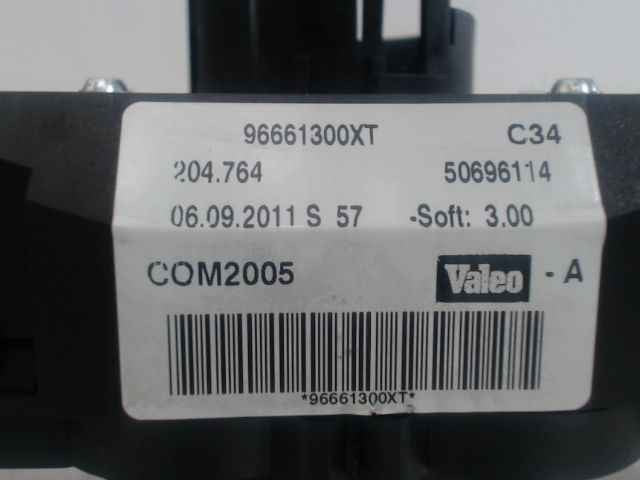 96661300XT C34
204.764 50696114
06.09.2011 S 57 -Soft: 3.00
COM2005 Valeo - A
*96661300XT*